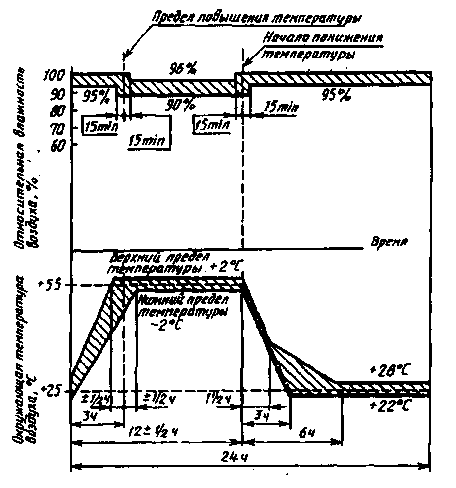 Предел повышения температуры
Начало понижения
температуры
Относительная влажность
воздуха, %
100
90
80
70
60
96%
95%
90%
95%
15min
15min
15min
15min
Время
Верхний предел
температуры +2°C
Нижний предел
температуры
-2°C
Окружающая температура
воздуха, °C
+55
+25
+28°C
+22°C
±1/2ч
±1/2ч
1 1/2ч
3ч
3ч
12±1/2ч
6ч
24ч